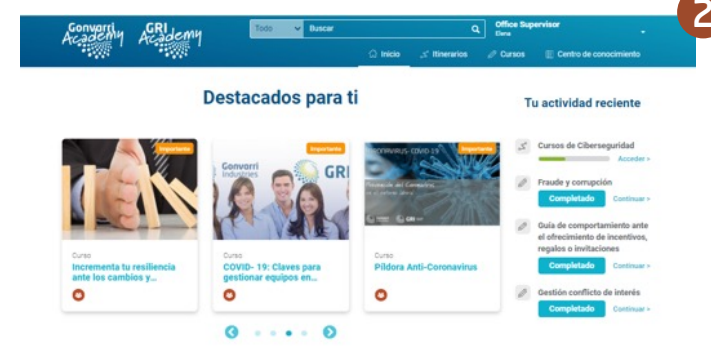 2
Gonvarri Academy
GRI Academy
Todo
Buscar
Office Supervisor
Elena
Inicio
Itinerarios
Cursos
Centro de conocimiento
Destacados para ti
Importante
Curso
Incrementa tu resiliencia
ante los cambios y...
Importante
Gonvarri
Industries
GRI
Curso
COVID- 19: Claves para
gestionar equipos en...
Importante
CORONAVIRUS- COVID-19
GRI
Curso
Píldora Anti-Coronavirus
Tu actividad reciente
Cursos de Ciberseguridad
Acceder >
Fraude y corrupción
Completado
Continuar >
Guía de comportamiento ante
el ofrecimiento de incentivos,
regalos o invitaciones
Completado
Continuar >
Gestión conflicto de interés
Completado
Continuar >